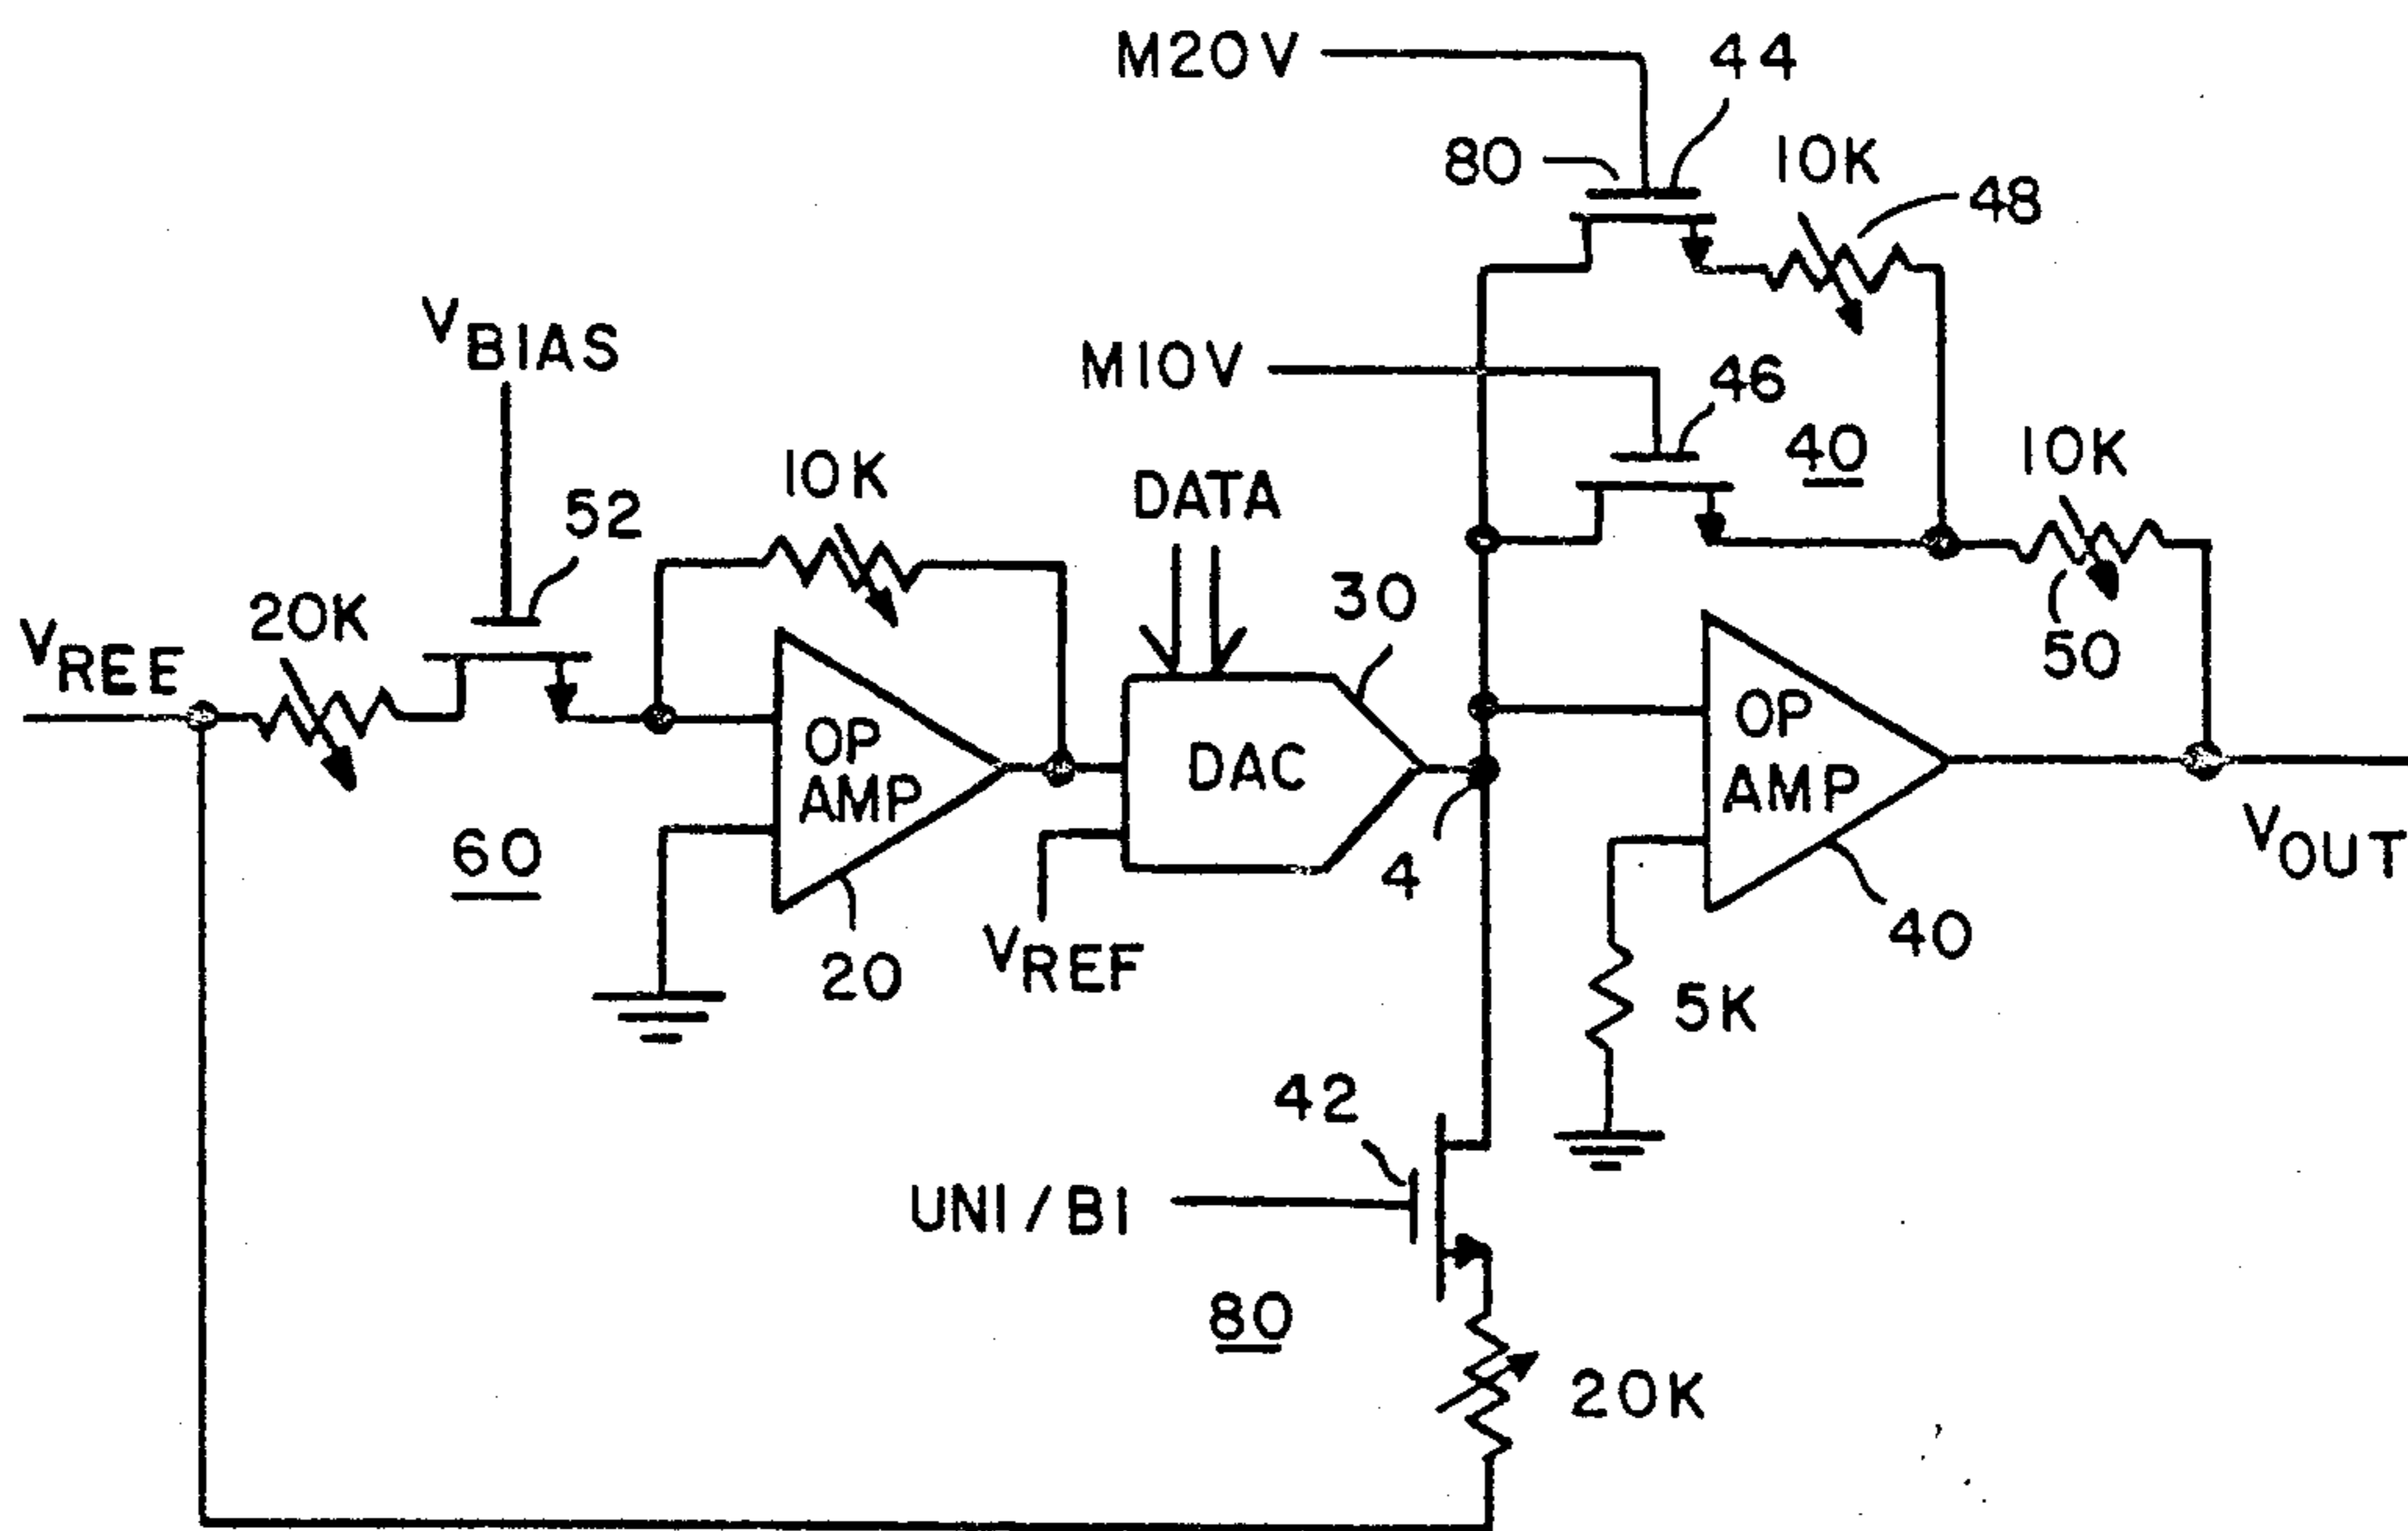 M20V
44
80
10K
48
VBIAS
M10V
46
40
10K
52
10K
DATA
30
50
VREE
20K
OP
AMP
DAC
OP
AMP
60
20
VREF
4
VOUT
40
5K
42
UNI/BI
80
20K